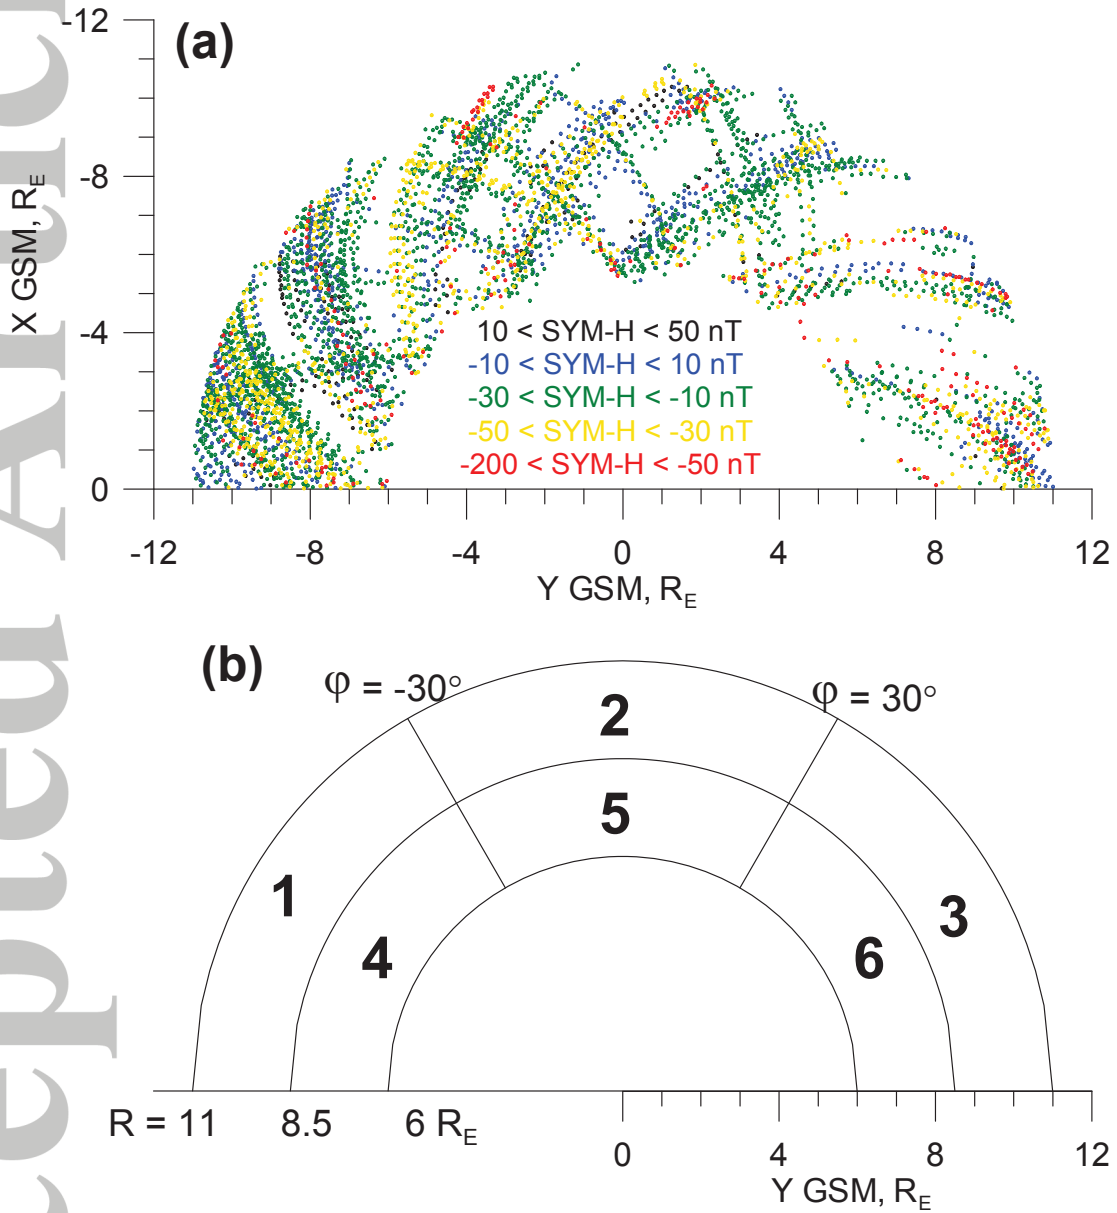 -12
(a)
-8
X GSM, RE
-4
0
10 < SYM-H < 50 nT
-10 < SYM-H < 10 nT
-30 < SYM-H < -10 nT
-50 < SYM-H < -30 nT
-200 < SYM-H < -50 nT
-12 -8 -4 0 4 8 12
Y GSM, RE
(b)
φ = -30°
φ = 30°
2
5
1
3
4
6
R = 11 8.5 6 RE
0 4 8 12
Y GSM, RE